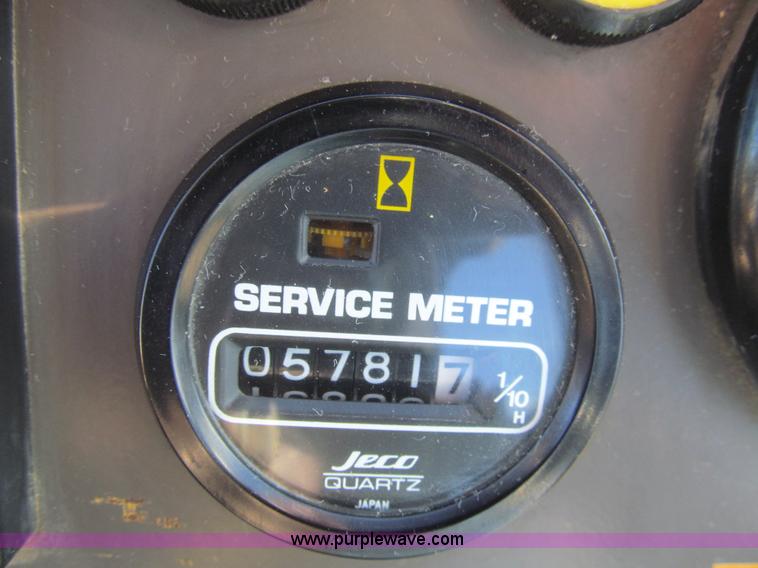 SERVICE METER
057817 1/10
H
Jeco
QUARTZ
JAPAN
www.purplewave.com